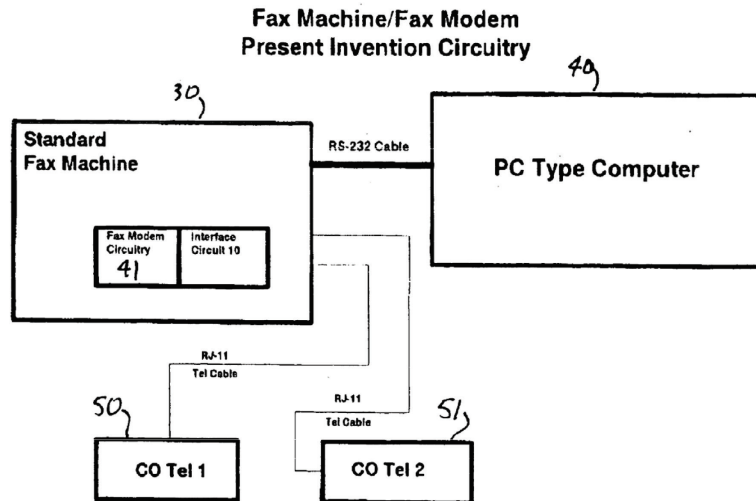 Fax Machine/Fax Modem
Present Invention Circuitry
30
40
Standard
Fax Machine
RS-232 Cable
PC Type Computer
Fax Modem
Circuitry
41
Interface
Circuit 10
RJ-11
Tel Cable
RJ-11
Tel Cable
50
51
CO Tel 1
CO Tel 2